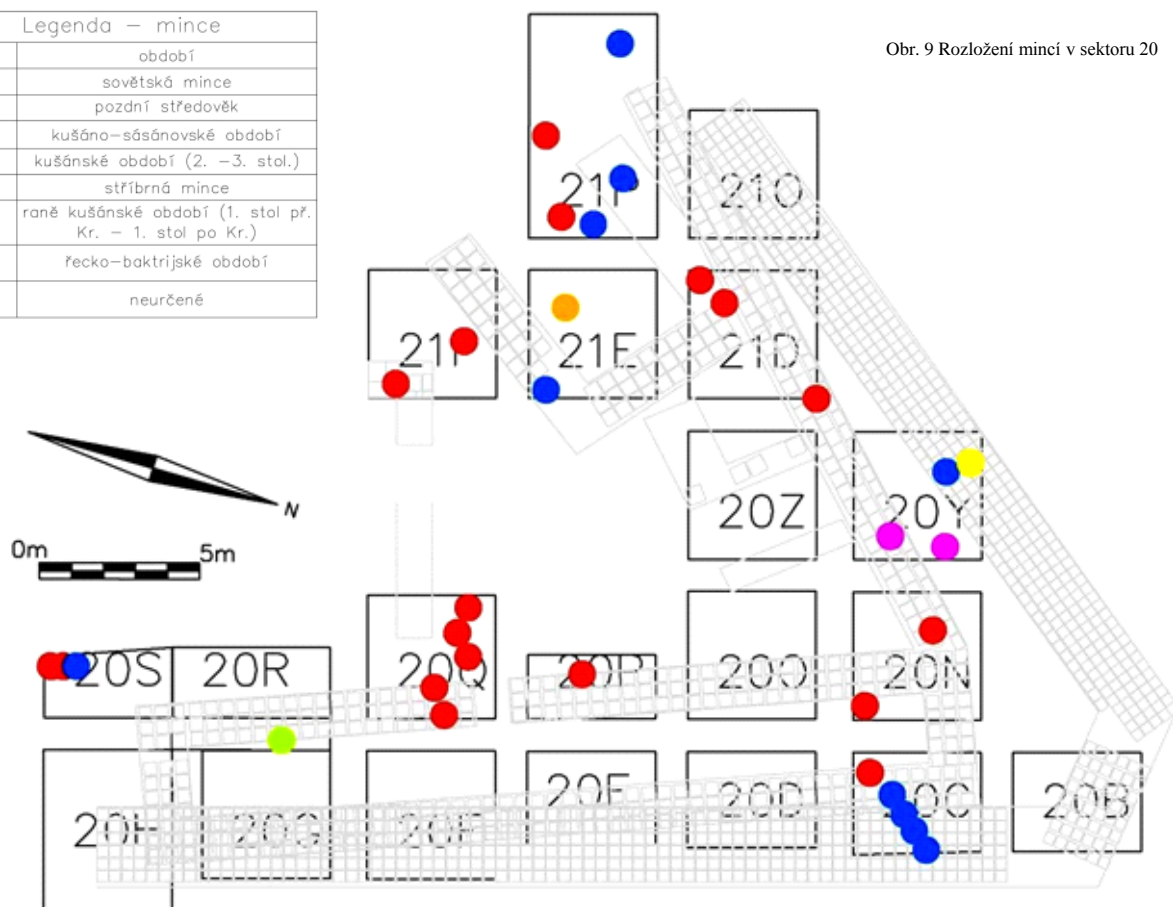 Legenda – mince
období
sovětská mince
pozdní středověk
kušáno–sásánovské období
kušánské období (2. –3. stol.)
stříbrná mince
raně kušánské období (1. stol př.
Kr. – 1. stol po Kr.)
řecko–baktrijské období
neurčené
Obr. 9 Rozložení mincí v sektoru 20
21P
21O
21F
21E
21D
20Z
20Y
N
0m
5m
20S
20R
20Q
20P
20O
20N
20H
20G
20F
20E
20D
20C
20B